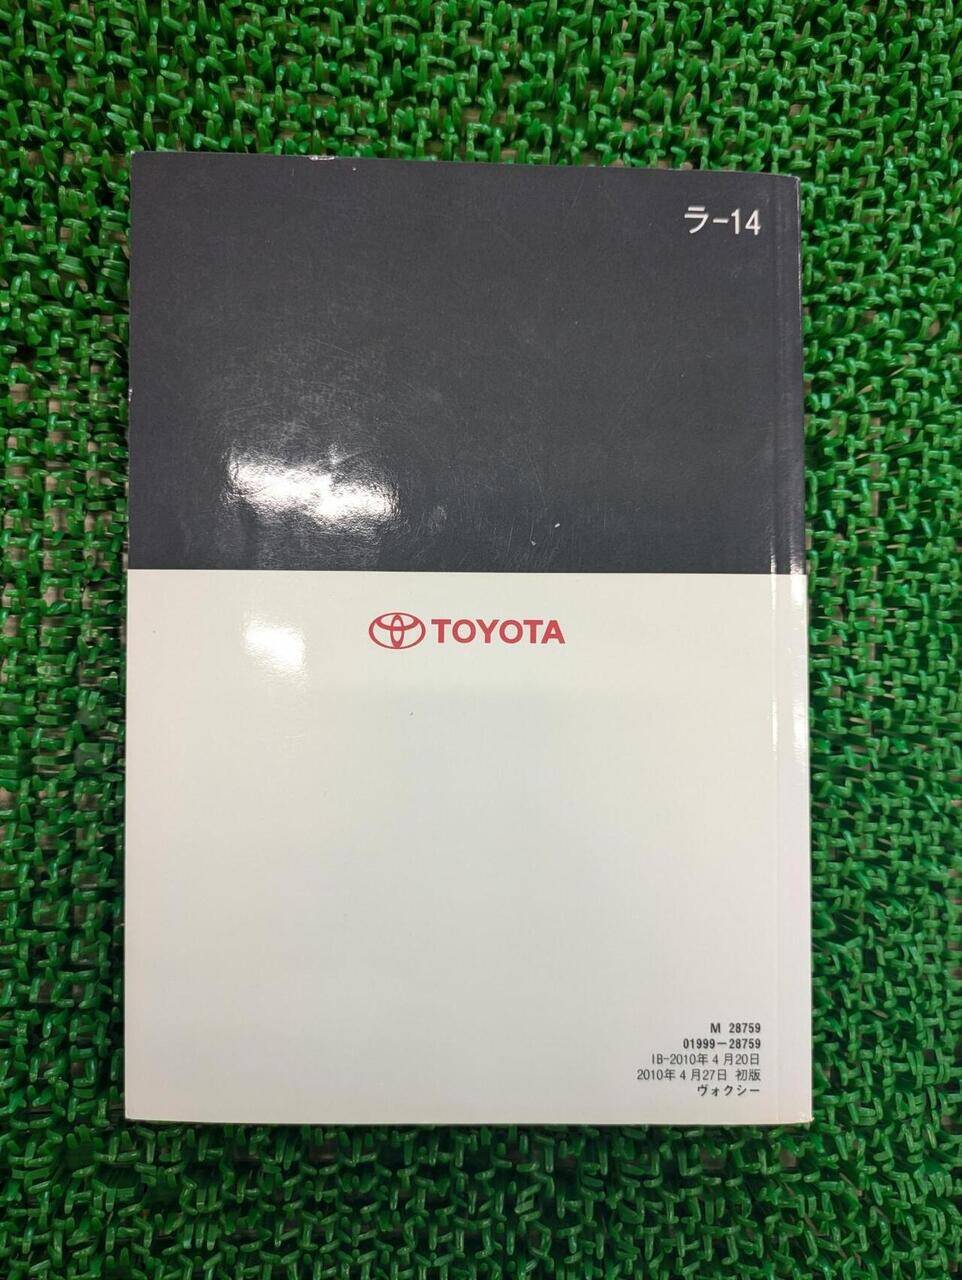 ラ-14
TOYOTA
M 28759
01999-28759
IB-2010年4月20日
2010年4月27日 初版
ヴォクシー